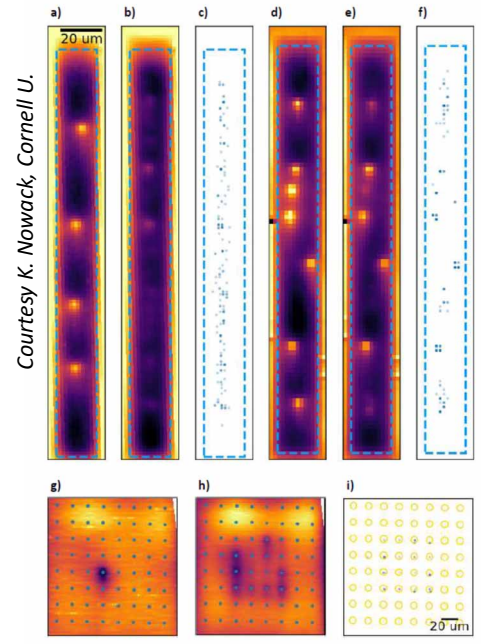 a) b) c) d) e) f)
20 um
Courtesy K. Nowack, Cornell U.
g) h) i)
20 um